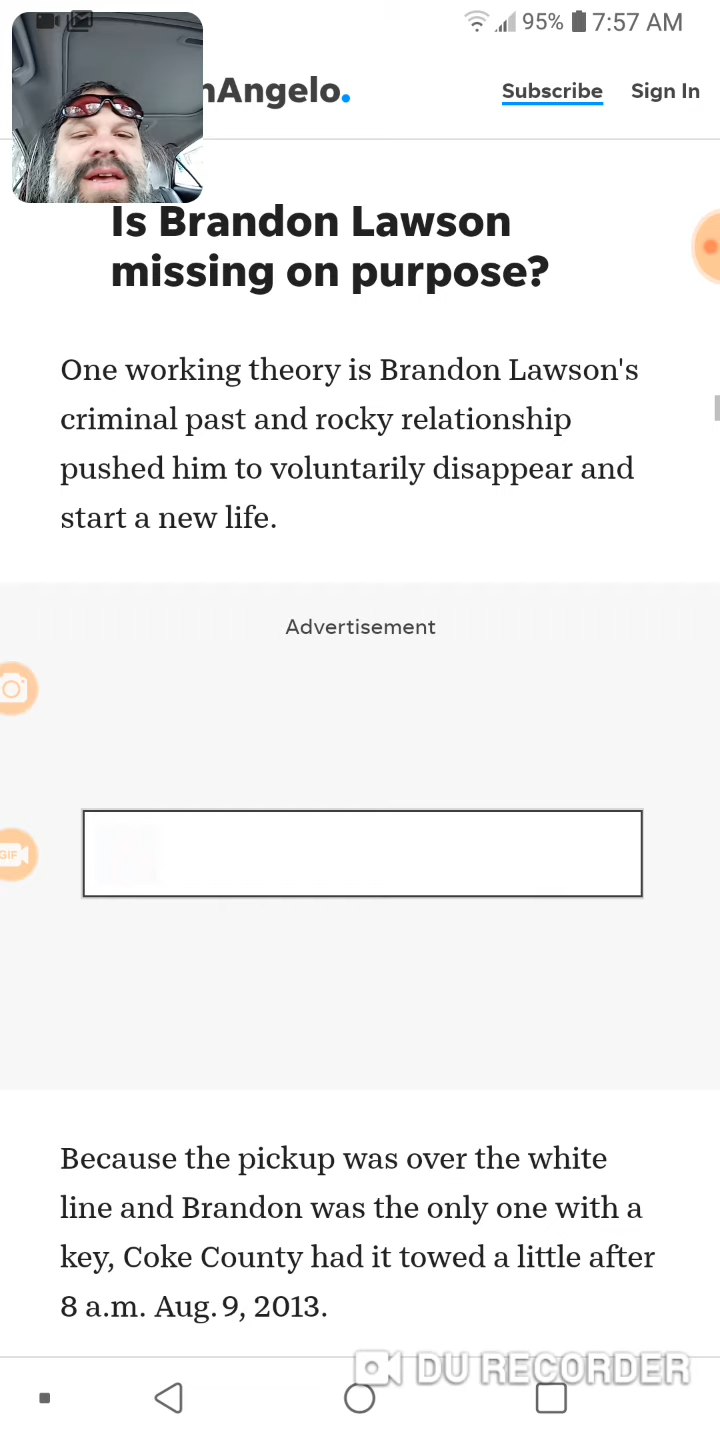 95% 7:57 AM
nAngelo.
Subscribe Sign In
Is Brandon Lawson
missing on purpose?
One working theory is Brandon Lawson's
criminal past and rocky relationship
pushed him to voluntarily disappear and
start a new life.
Advertisement
GIF
Because the pickup was over the white
line and Brandon was the only one with a
key, Coke County had it towed a little after
8 a.m. Aug. 9, 2013.
DU RECORDER